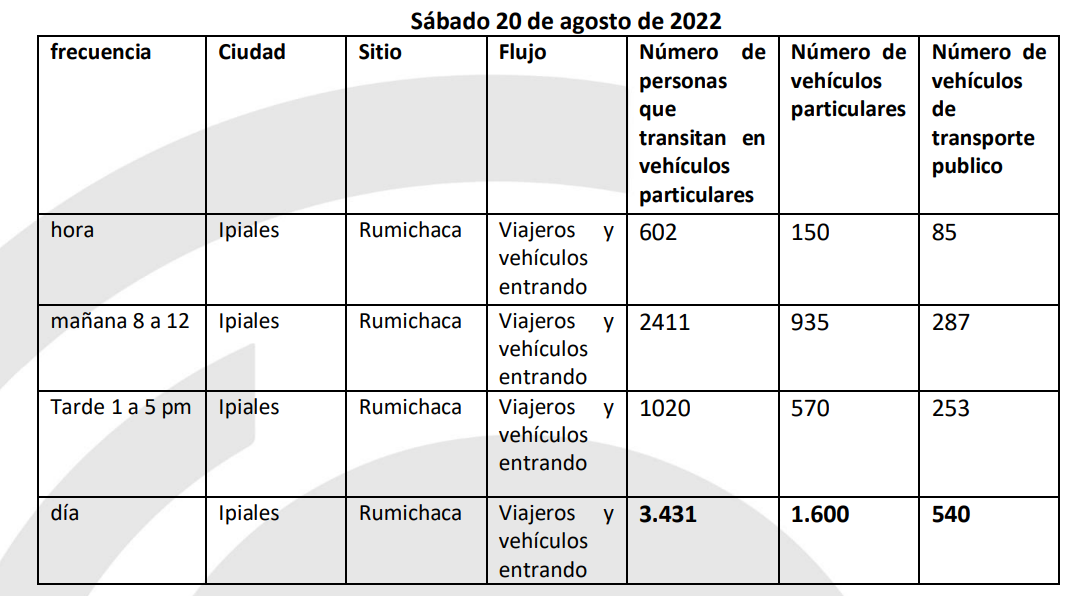 Sábado 20 de agosto de 2022
frecuencia Ciudad Sitio Flujo Número de personas que transitan en vehículos particulares Número de vehículos particulares Número de vehículos de transporte publico
hora Ipiales Rumichaca Viajeros y vehículos entrando 602 150 85
mañana 8 a 12 Ipiales Rumichaca Viajeros y vehículos entrando 2411 935 287
Tarde 1 a 5 pm Ipiales Rumichaca Viajeros y vehículos entrando 1020 570 253
día Ipiales Rumichaca Viajeros y vehículos entrando 3.431 1.600 540